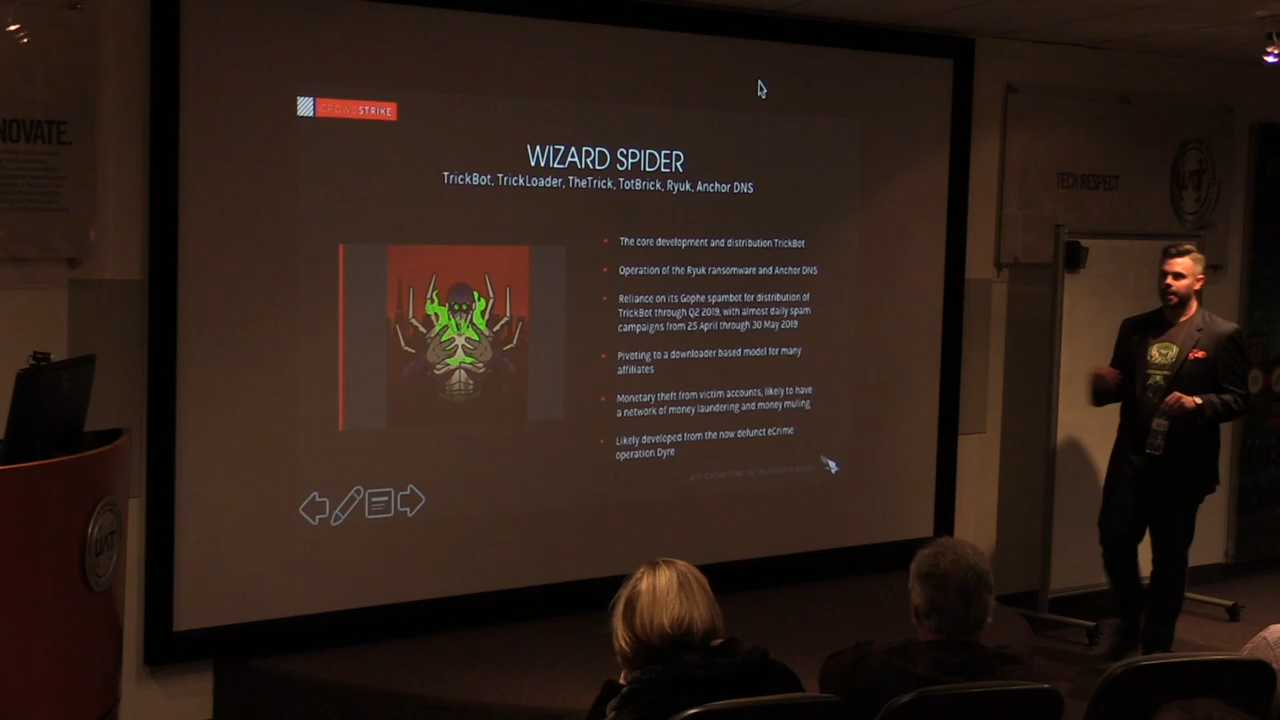 NOVATE.
CROWDSTRIKE
WIZARD SPIDER
TrickBot, TrickLoader, TheTrick, TotBrick, Ryuk, Anchor DNS
The core development and distribution TrickBot
Operation of the Ryuk ransomware and Anchor DNS
Reliance on its Gophe spambot for distribution of
TrickBot through Q2 2019, with almost daily spam
campaigns from 25 April through 30 May 2019
Pivoting to a downloader based model for many
affiliates
Monetary theft from victim accounts, likely to have
a network of money laundering and money muling
Likely developed from the now defunct eCrime
operation Dyre
TECH RESPECT.
UAT
UAT